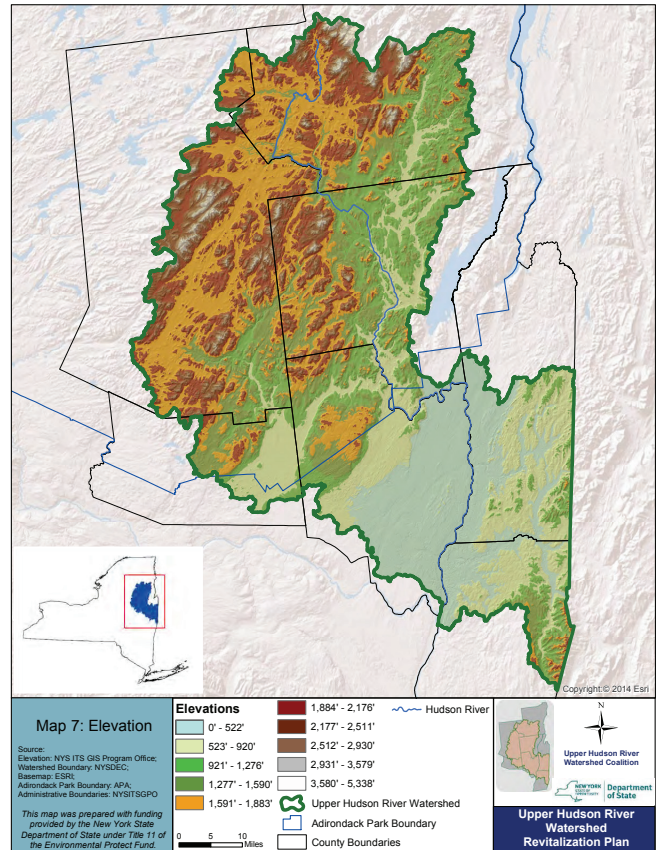 Copyright:© 2014 Esri
Map 7: Elevation
Source:
Elevation: NYS ITS GIS Program Office;
Watershed Boundary: NYSDEC;
Basemap: ESRI;
Adirondack Park Boundary: APA;
Administrative Boundaries: NYSITSGPO
This map was prepared with funding
provided by the New York State
Department of State under Title 11 of
the Environmental Protect Fund.
Elevations
0' - 522'
523' - 920'
921' - 1,276'
1,277' - 1,590'
1,591' - 1,883'
0 5 10
Miles
1,884' - 2,176'
2,177' - 2,511'
2,512' - 2,930'
2,931' - 3,579'
3,580' - 5,338'
Upper Hudson River Watershed
Adirondack Park Boundary
County Boundaries
Hudson River
N
Upper Hudson River
Watershed Coalition
NEW YORK
STATE OF
OPPORTUNITY
Department
of State
Upper Hudson River
Watershed
Revitalization Plan